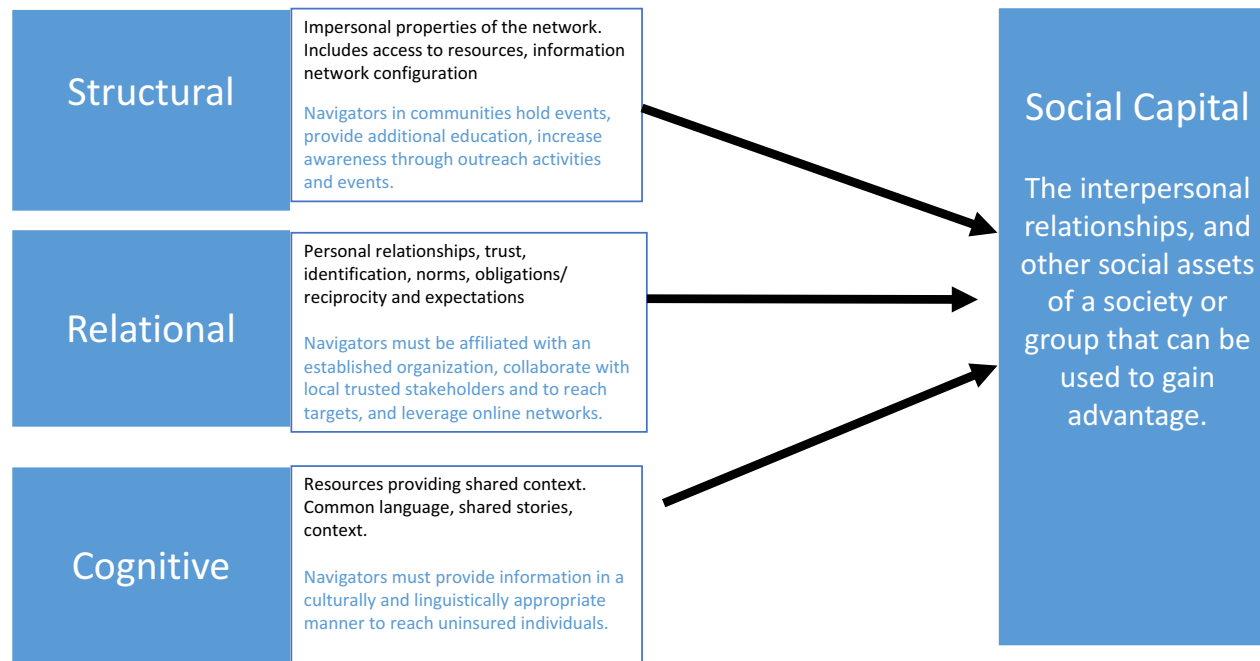 Structural
Impersonal properties of the network.
Includes access to resources, information
network configuration
Navigators in communities hold events,
provide additional education, increase
awareness through outreach activities
and events.
Relational
Personal relationships, trust,
identification, norms, obligations/
reciprocity and expectations
Navigators must be affiliated with an
established organization, collaborate with
local trusted stakeholders and to reach
targets, and leverage online networks.
Cognitive
Resources providing shared context.
Common language, shared stories,
context.
Navigators must provide information in a
culturally and linguistically appropriate
manner to reach uninsured individuals.
Social Capital
The interpersonal
relationships, and
other social assets
of a society or
group that can be
used to gain
advantage.